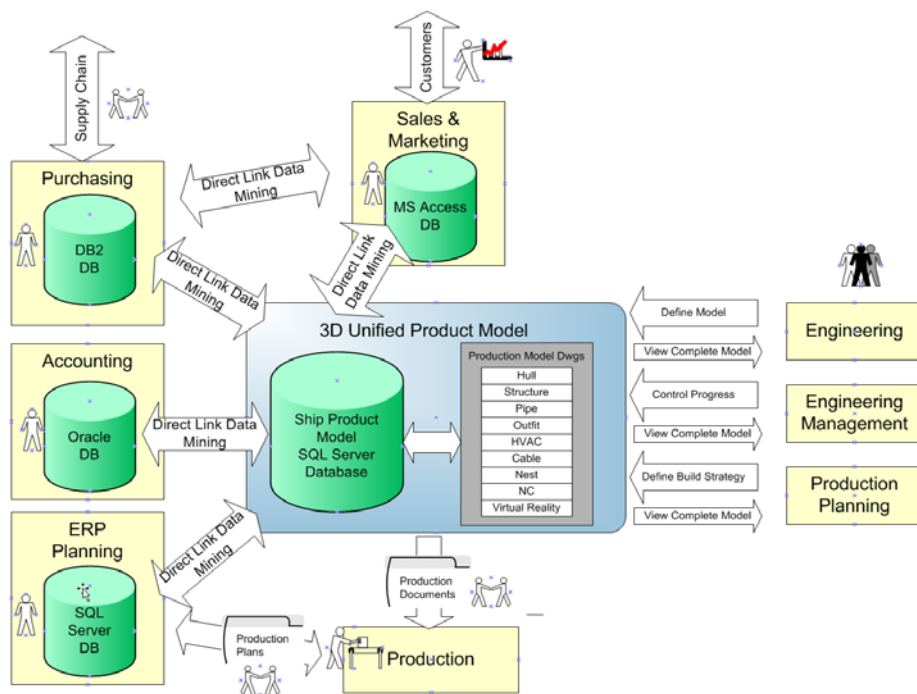 Supply Chain
Customers
Sales &
Marketing
MS Access
DB
Purchasing
DB2
DB
Direct Link Data
Mining
Direct Link Data
Mining
Direct Link
Data Mining
Accounting
Oracle
DB
Direct Link Data
Mining
ERP
Planning
SQL
Server
DB
Direct Link Data
Mining
3D Unified Product Model
Ship Product
Model
SQL Server
Database
Production Model Dwgs
Hull
Structure
Pipe
Outfit
HVAC
Cable
Nest
NC
Virtual Reality
Define Model
View Complete Model
Engineering
Control Progress
View Complete Model
Engineering
Management
Define Build Strategy
View Complete Model
Production
Planning
Production
Documents
Production
Plans
Production